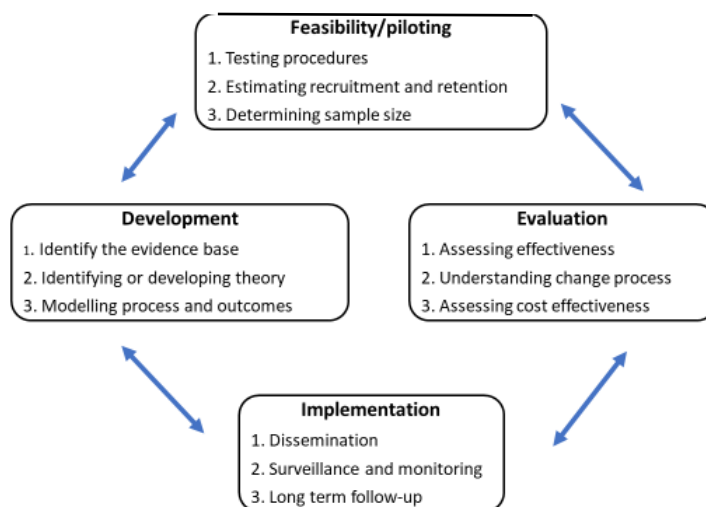 Feasibility/piloting
1. Testing procedures
2. Estimating recruitment and retention
3. Determining sample size
Development
1. Identify the evidence base
2. Identifying or developing theory
3. Modelling process and outcomes
Evaluation
1. Assessing effectiveness
2. Understanding change process
3. Assessing cost effectiveness
Implementation
1. Dissemination
2. Surveillance and monitoring
3. Long term follow-up